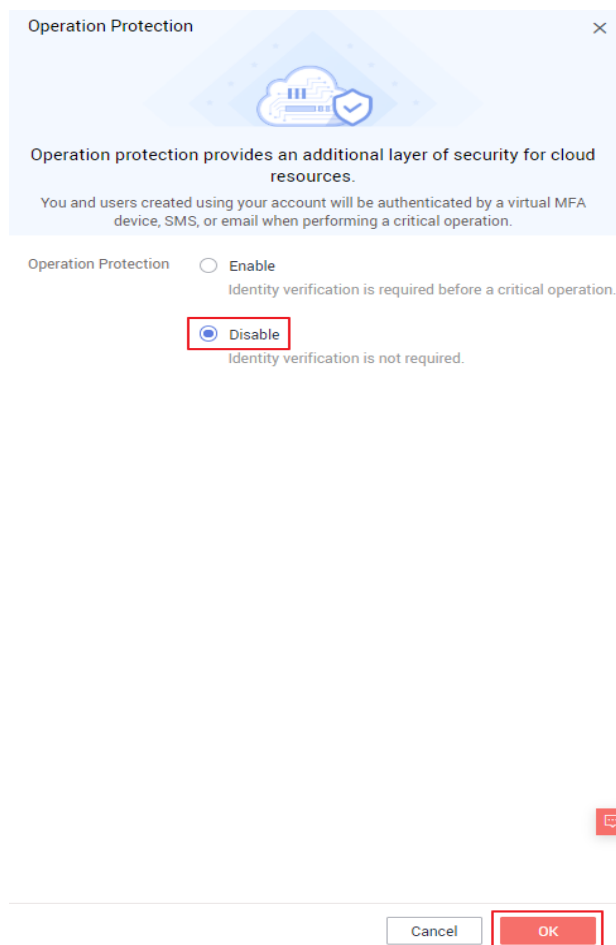 Operation Protection
Operation protection provides an additional layer of security for cloud
resources.
You and users created using your account will be authenticated by a virtual MFA
device, SMS, or email when performing a critical operation.
Operation Protection
Enable
Identity verification is required before a critical operation.
Disable
Identity verification is not required.
Cancel
OK